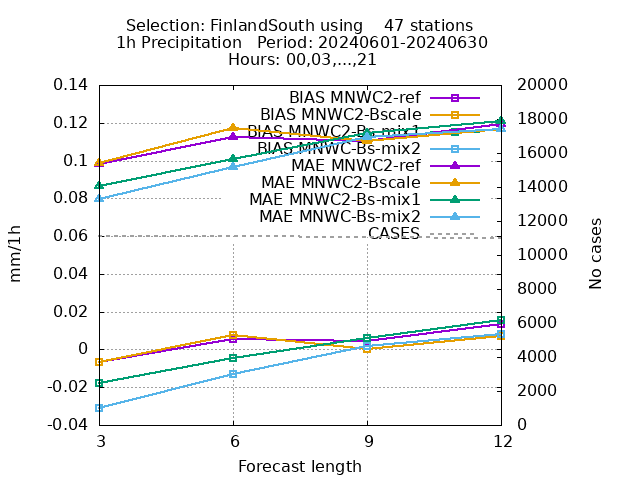 Selection: FinlandSouth using 47 stations
1h Precipitation Period: 20240601-20240630
Hours: 00,03,...,21
0.14
0.12
0.1
0.08
0.06
0.04
0.02
0
-0.02
-0.04
mm/1h
BIAS MNWC2-ref
BIAS MNWC2-Bscale
BIAS MNWC2-Bs-mix1
BIAS MNWC-Bs-mix2
MAE MNWC2-ref
MAE MNWC2-Bscale
MAE MNWC2-Bs-mix1
MAE MNWC-Bs-mix2
CASES
20000
18000
16000
14000
12000
10000
8000
6000
4000
2000
0
No cases
3 6 9 12
Forecast length